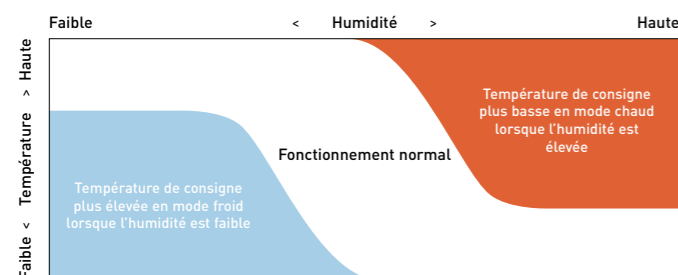 Faible < Humidité > Haute
Faible < Température > Haute
Température de consigne
plus basse en mode chaud
lorsque l'humidité est
élevée
Fonctionnement normal
Température de consigne
plus élevée en mode froid
lorsque l'humidité est faible